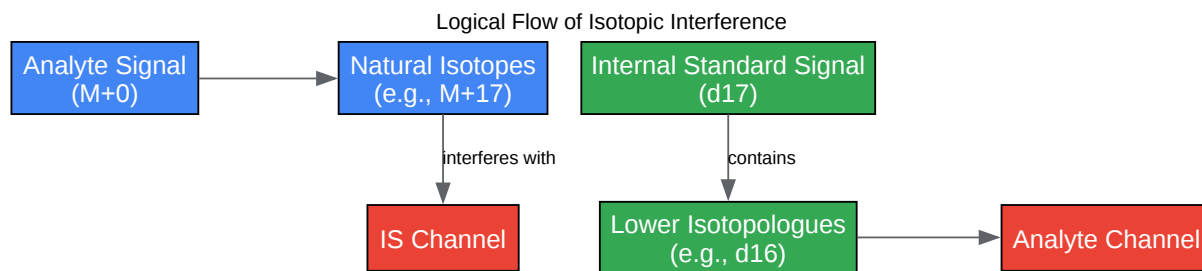 Logical Flow of Isotopic Interference
Analyte Signal
(M+0)
Natural Isotopes
(e.g., M+17)
Internal Standard Signal
(d17)
interferes with
contains
IS Channel
Lower Isotopologues
(e.g., d16)
Analyte Channel